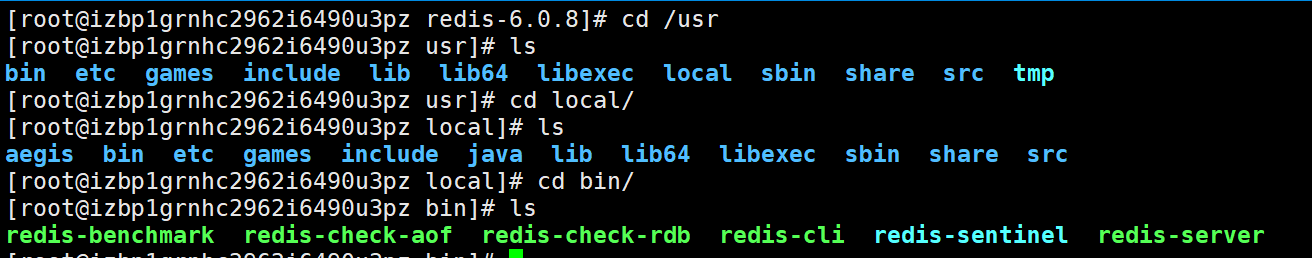 [root@izbp1grnhc2962i6490u3pz redis-6.0.8]# cd /usr
[root@izbp1grnhc2962i6490u3pz usr]# ls
bin etc games include lib lib64 libexec local sbin share src tmp
[root@izbp1grnhc2962i6490u3pz usr]# cd local/
[root@izbp1grnhc2962i6490u3pz local]# ls
aegis bin etc games include java lib lib64 libexec sbin share src
[root@izbp1grnhc2962i6490u3pz local]# cd bin/
[root@izbp1grnhc2962i6490u3pz bin]# ls
redis-benchmark redis-check-aof redis-check-rdb redis-cli redis-sentinel redis-server
[root@izbp1grnhc2962i6490u3pz bin]#